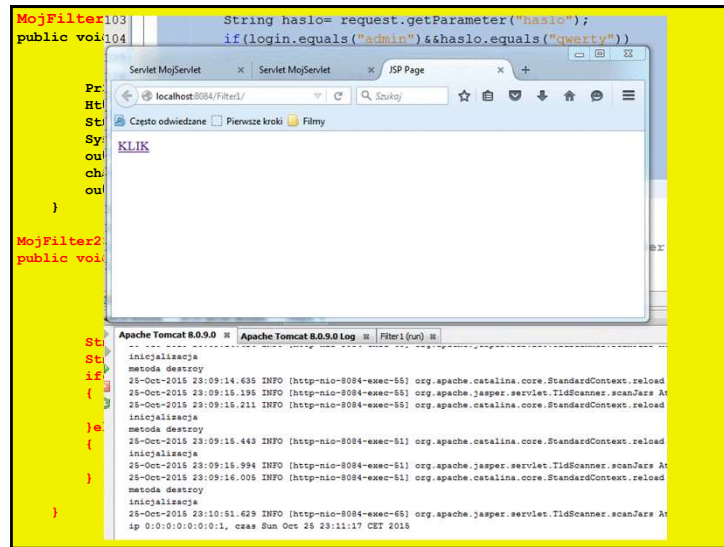 MojFilter
public voi
103
String haslo= request.getParameter("haslo");
104
if(login.equals("admin")&&haslo.equals("qwerty"))
Servlet MojServlet × Servlet MojServlet × JSP Page × +
localhost:8084/Filter1/
Szukaj
Często odwiedzane Pierwsze kroki Filmy
KLIK
Pr
Ht
St
Sy
ou
ch
ou
}
MojFilter2
public voi
er
St
St
if
{
}e
{
}
}
Apache Tomcat 8.0.9.0 Apache Tomcat 8.0.9.0 Log Filter1 (run)
inicjalizacja
metoda destroy
25-Oct-2015 23:09:14.635 INFO [http-nio-8084-exec-55] org.apache.catalina.core.StandardContext.reload
25-Oct-2015 23:09:15.195 INFO [http-nio-8084-exec-55] org.apache.jasper.servlet.TldScanner.scanJars At
25-Oct-2015 23:09:15.211 INFO [http-nio-8084-exec-55] org.apache.catalina.core.StandardContext.reload
inicjalizacja
metoda destroy
25-Oct-2015 23:09:15.443 INFO [http-nio-8084-exec-51] org.apache.catalina.core.StandardContext.reload
inicjalizacja
25-Oct-2015 23:09:15.994 INFO [http-nio-8084-exec-51] org.apache.jasper.servlet.TldScanner.scanJars At
25-Oct-2015 23:09:16.005 INFO [http-nio-8084-exec-51] org.apache.catalina.core.StandardContext.reload
metoda destroy
inicjalizacja
25-Oct-2015 23:10:51.629 INFO [http-nio-8084-exec-65] org.apache.jasper.servlet.TldScanner.scanJars At
ip 0:0:0:0:0:0:0:1, czas Sun Oct 25 23:11:17 CET 2015